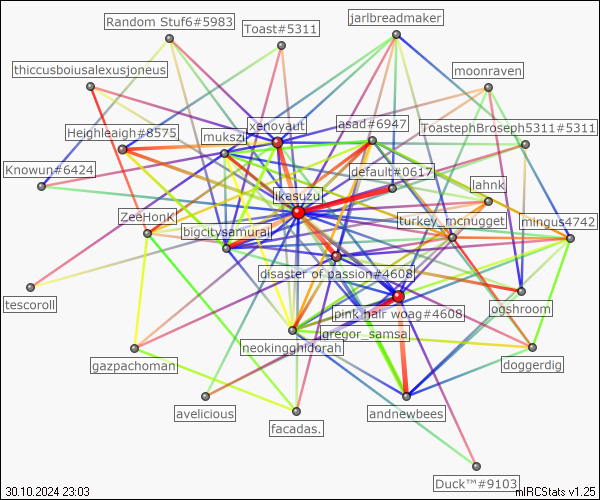 jarlbreadmaker
Random Stuf6#5983
Toast#5311
thiccusboiusalexusjoneus
moonraven
xenoyaut
asad#6947
ToastephBroseph5311#5311
Heighleaigh#8575
mukszi
Knowun#6424
default#0617
lahnk
ikasuzu
ZeeHonK
turkey_mcnugget
mingus4742
bigcitysamurai
disaster of passion#4608
tescoroll
pink hair woag#4608
ogshroom
jgregor_samsa
neokingghidorah
gazpachoman
doggerdig
avelicious
andnewbees
facadas.
Duck™#9103
30.10.2024 23:03
mIRCStats v1.25